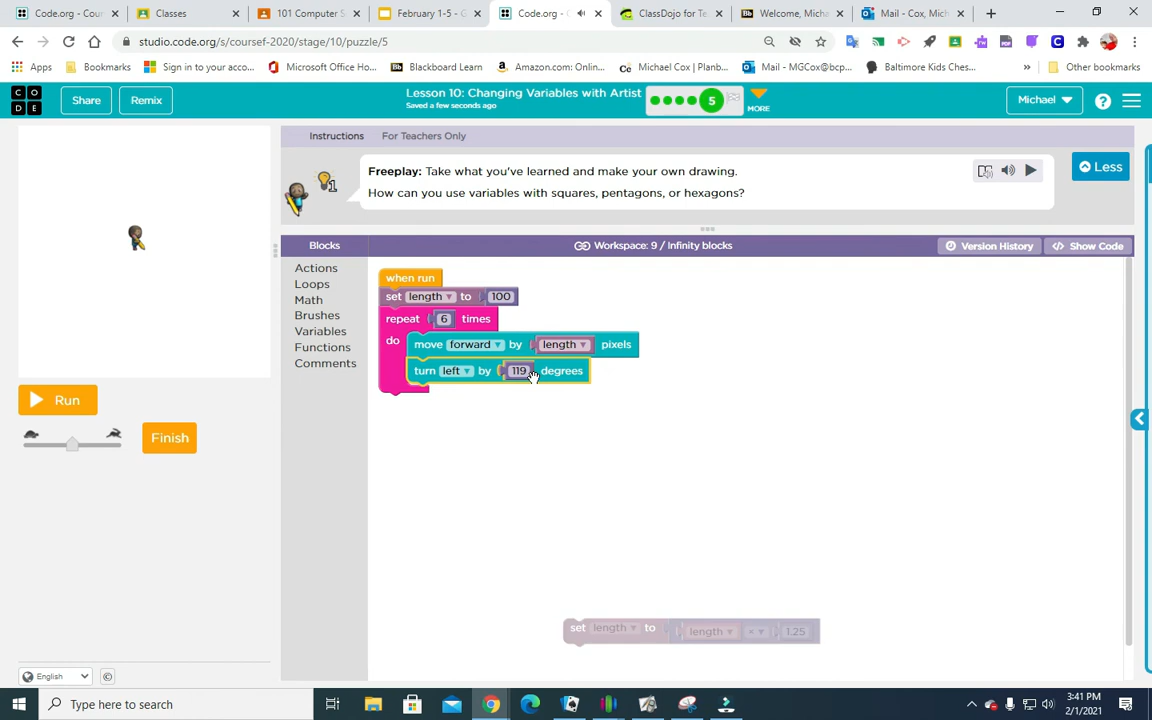 Code.org - Cour
Classes
101 Computer S
February 1-5 - G
Code.org -
ClassDojo for Te
Bb Welcome, Micha
Mail - Cox, Mich
studio.code.org/s/coursef-2020/stage/10/puzzle/5
Apps
Bookmarks
Sign in to your acco...
Microsoft Office Ho...
Bb Blackboard Learn
Amazon.com: Onlin...
Cc Michael Cox | Planb...
Mail - MGCox@bcp...
Baltimore Kids Ches...
»
Other bookmarks
C O
D E
Share
Remix
Lesson 10: Changing Variables with Artist
Saved a few seconds ago
5
MORE
Michael
?
Instructions
For Teachers Only
1
Freeplay: Take what you've learned and make your own drawing.
How can you use variables with squares, pentagons, or hexagons?
Less
Blocks
Workspace: 9 / Infinity blocks
Version History
</> Show Code
Actions
Loops
Math
Brushes
Variables
Functions
Comments
when run
set length to 100
repeat 6 times
do
move forward by length pixels
turn left by 119 degrees
set length to length × 1.25
Run
Finish
English
©
Type here to search
3:41 PM
2/1/2021